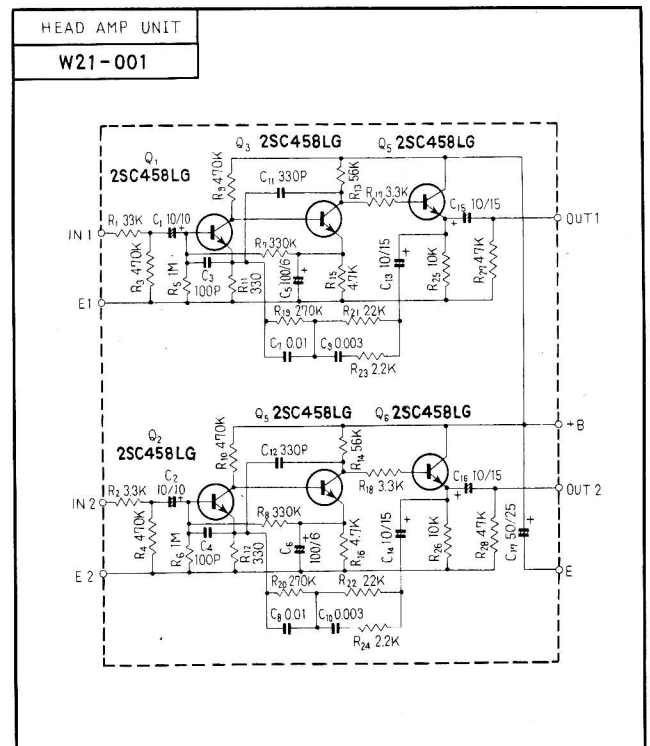 HEAD AMP UNIT
W21-001
Q1
2SC458LG
Q3 2SC458LG
Q5 2SC458LG
R9 470K
C11 330P
R13 56K
R17 3.3K
C15 10/15
OUT1
IN1
R1 33K
C1 10/10
+
R3 470K
R5 1M
C3
100P
R7 330K
R11
330
C5 100/6
+
R15
4.7K
C13 10/15
+
R25 10K
+
R27 47K
E1
R19 270K
R21 22K
C7 0.01
C9 0.003
R23 2.2K
Q2
2SC458LG
Q5 2SC458LG
Q6 2SC458LG
+B
R10 470K
C12 330P
R14 56K
R18 3.3K
C16 10/15
OUT 2
IN 2
R2 3.3K
C2
10/10
+
R4 470K
R6 1M
C4
100P
R8 330K
R12
330
C6
100/6
+
R16 4.7K
C14 10/15
+
R26 10K
+
R28 47K
C17 50/25
+
E2
E
R20 270K
R22 22K
C8 0.01
C10 0.003
R24 2.2K